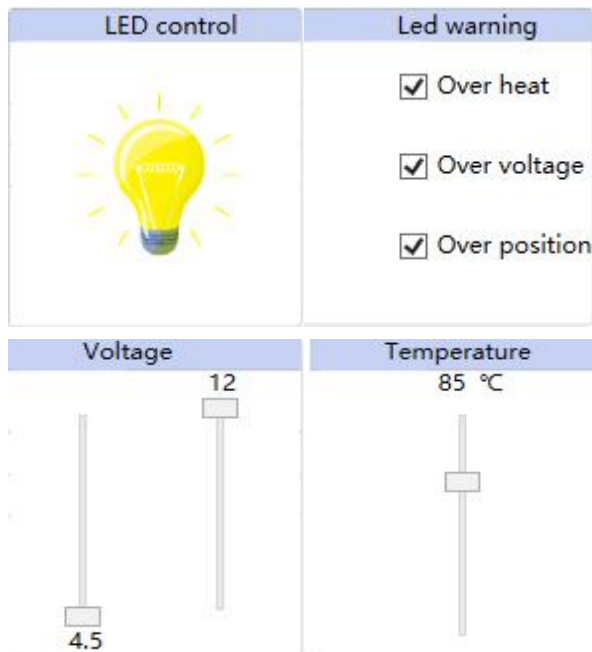 LED control
Led warning
Over heat
Over voltage
Over position
Voltage
Temperature
12
85 ℃
4.5